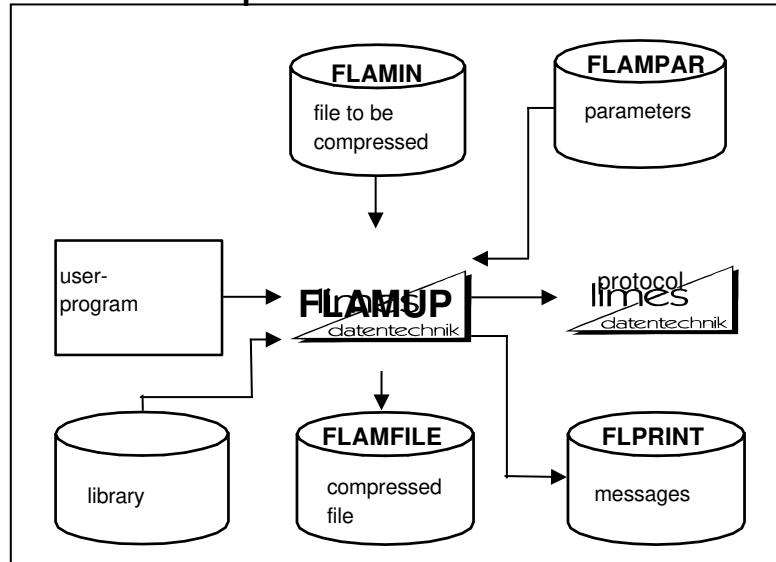 FLAMIN
file to be
compressed
FLAMPAR
parameters
user-
program
FLAMUP
limes
datentechnik
protocol
limes
datentechnik
library
FLAMFILE
compressed
file
FLPRINT
messages